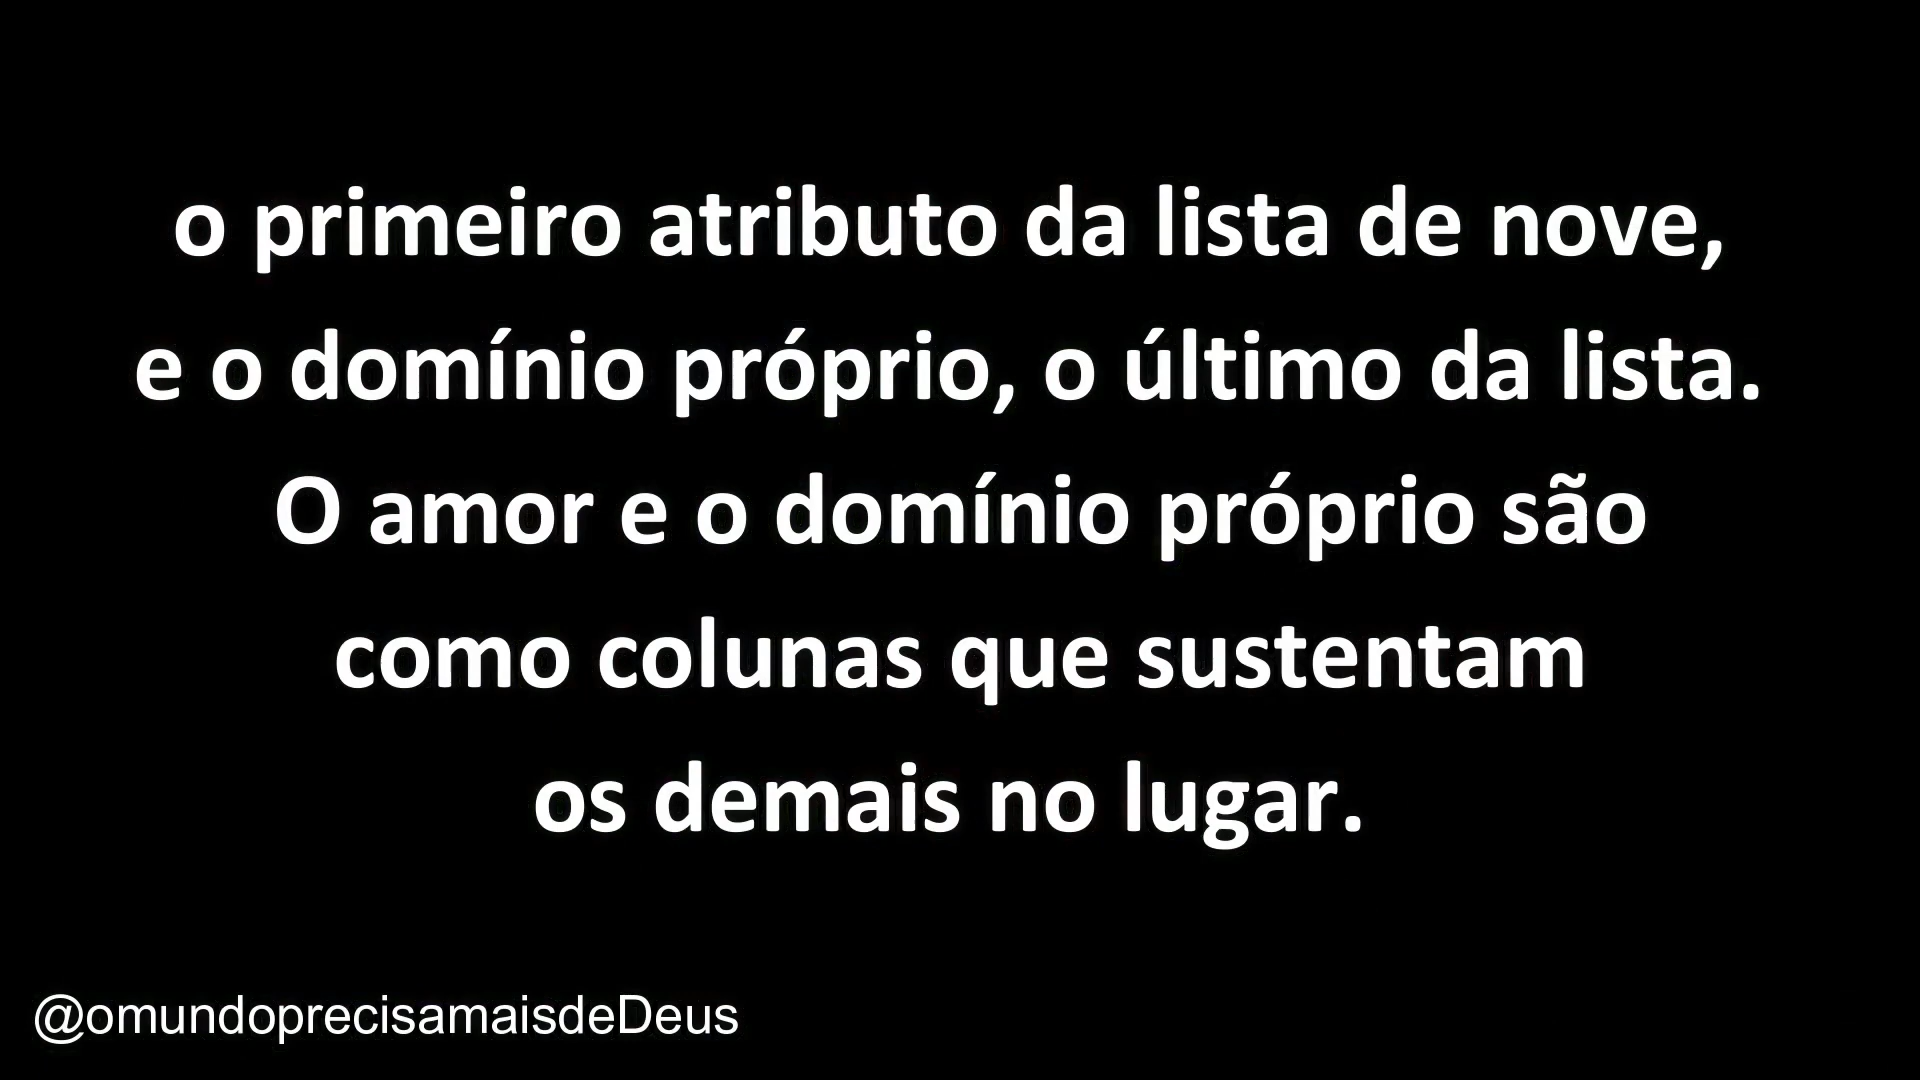 o primeiro atributo da lista de nove,
e o domínio próprio, o último da lista.
O amor e o domínio próprio são
como colunas que sustentam
os demais no lugar.
@omundoprecisamaisdeDeus